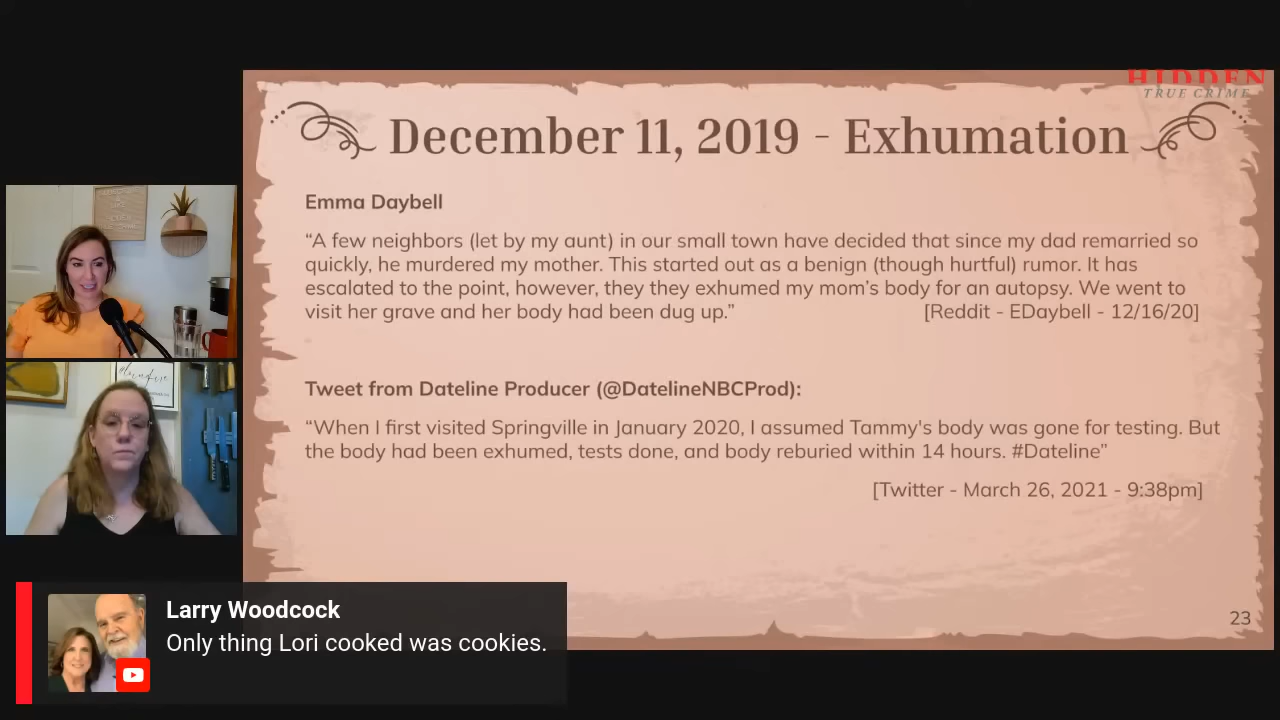 HIDDEN
TRUE CRIME
December 11, 2019 - Exhumation
Emma Daybell
“A few neighbors (let by my aunt) in our small town have decided that since my dad remarried so
quickly, he murdered my mother. This started out as a benign (though hurtful) rumor. It has
escalated to the point, however, they they exhumed my mom’s body for an autopsy. We went to
visit her grave and her body had been dug up.” [Reddit - EDaybell - 12/16/20]
Tweet from Dateline Producer (@DatelineNBCProd):
“When I first visited Springville in January 2020, I assumed Tammy's body was gone for testing. But
the body had been exhumed, tests done, and body reburied within 14 hours. #Dateline”
[Twitter - March 26, 2021 - 9:38pm]
23
Larry Woodcock
Only thing Lori cooked was cookies.